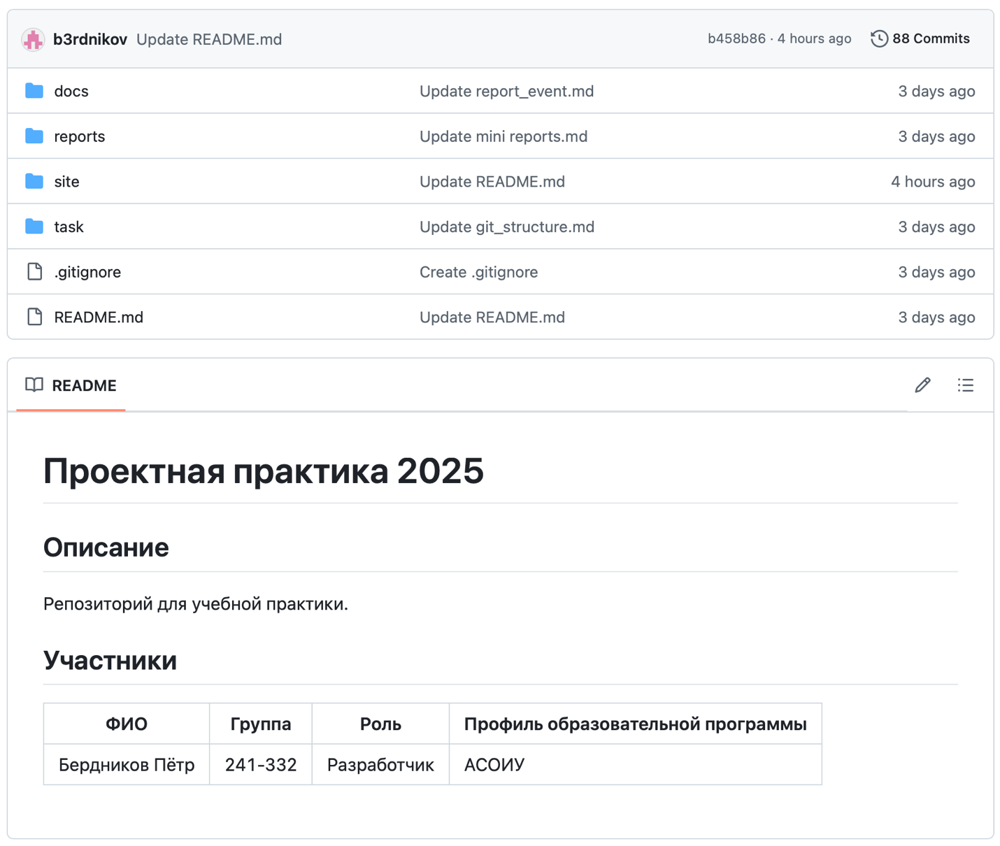 b3rdnikov Update README.md b458b86 · 4 hours ago 88 Commits
docs Update report_event.md 3 days ago
reports Update mini reports.md 3 days ago
site Update README.md 4 hours ago
task Update git_structure.md 3 days ago
.gitignore Create .gitignore 3 days ago
README.md Update README.md 3 days ago
README
Проектная практика 2025
Описание
Репозиторий для учебной практики.
Участники
ФИО Группа Роль Профиль образовательной программы
Бердников Пётр 241-332 Разработчик АСОИУ